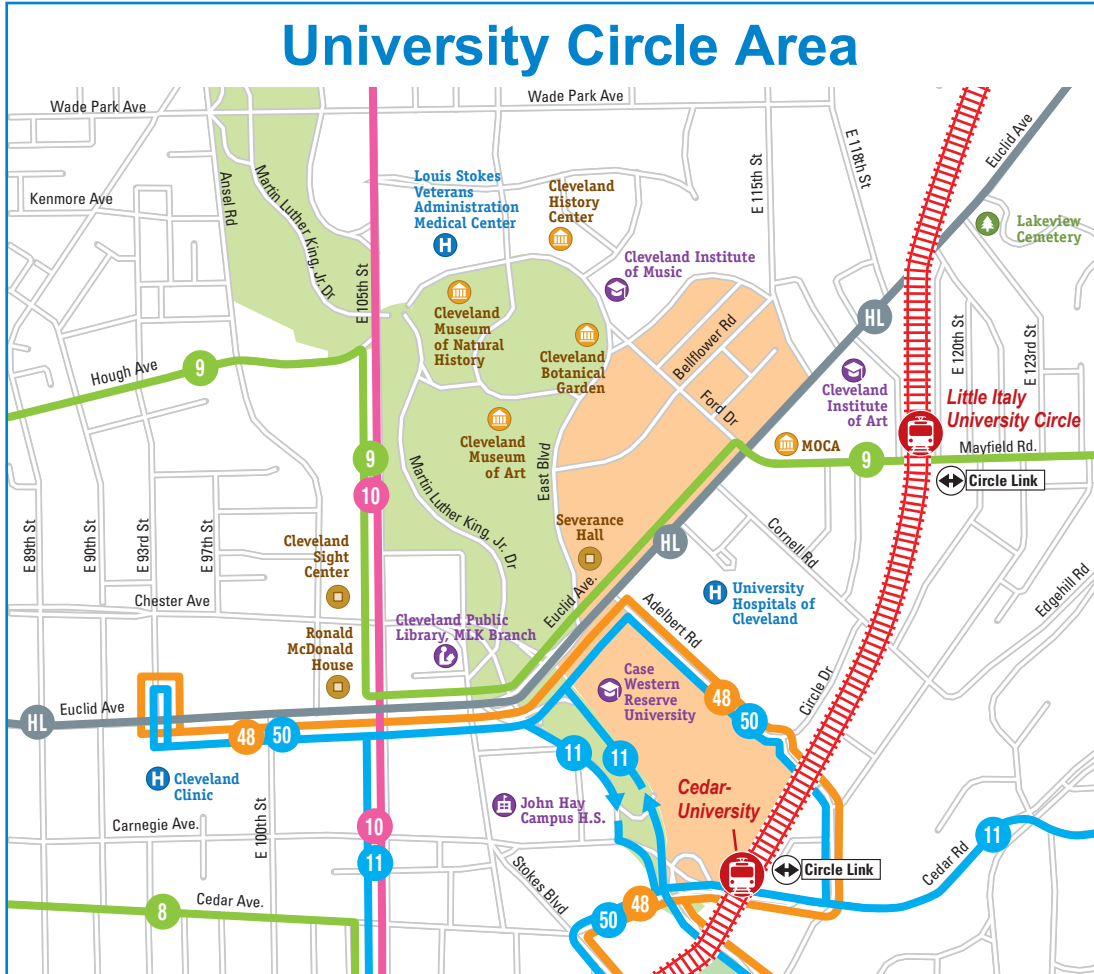 University Circle Area
Wade Park Ave
Wade Park Ave
Kenmore Ave
Ansel Rd
Martin Luther King, Jr. Dr
E 105th St
Louis Stokes
Veterans
Administration
Medical Center
H
Cleveland
History
Center
E 115th St
E 118th St
Euclid Ave
Lakeview
Cemetery
Cleveland Institute
of Music
Cleveland
Museum
of Natural
History
Cleveland
Botanical
Garden
Bellflower Rd
Ford Dr
HL
Hough Ave
9
Cleveland
Institute
of Art
E 120th St
E 123rd St
Little Italy
University Circle
Mayfield Rd.
MOCA
9
Circle Link
9
10
Cleveland
Museum
of Art
East Blvd
Martin Luther King, Jr. Dr
E 89th St
E 90th St
E 93rd St
E 97th St
Cleveland
Sight
Center
Severance
Hall
HL
Cornell Rd
Edgehill Rd
Chester Ave
Euclid Ave.
Adelbert Rd
H
University
Hospitals of
Cleveland
Cleveland Public
Library, MLK Branch
Ronald
McDonald
House
Case
Western
Reserve
University
Circle Dr
HL
Euclid Ave
48
50
48
50
11
11
H
Cleveland
Clinic
Cedar-
University
John Hay
Campus H.S.
Carnegie Ave.
E 100th St
10
11
11
Stokes Blvd
Circle Link
Cedar Rd
8
Cedar Ave.
50
48